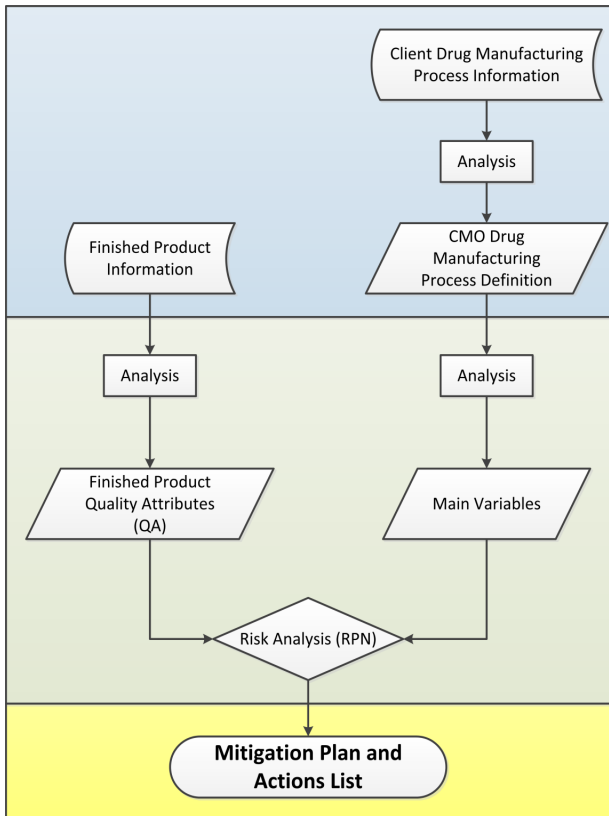 Client Drug Manufacturing
Process Information
Analysis
Finished Product
Information
CMO Drug
Manufacturing
Process Definition
Analysis
Analysis
Finished Product
Quality Attributes
(QA)
Main Variables
Risk Analysis (RPN)
Mitigation Plan and
Actions List